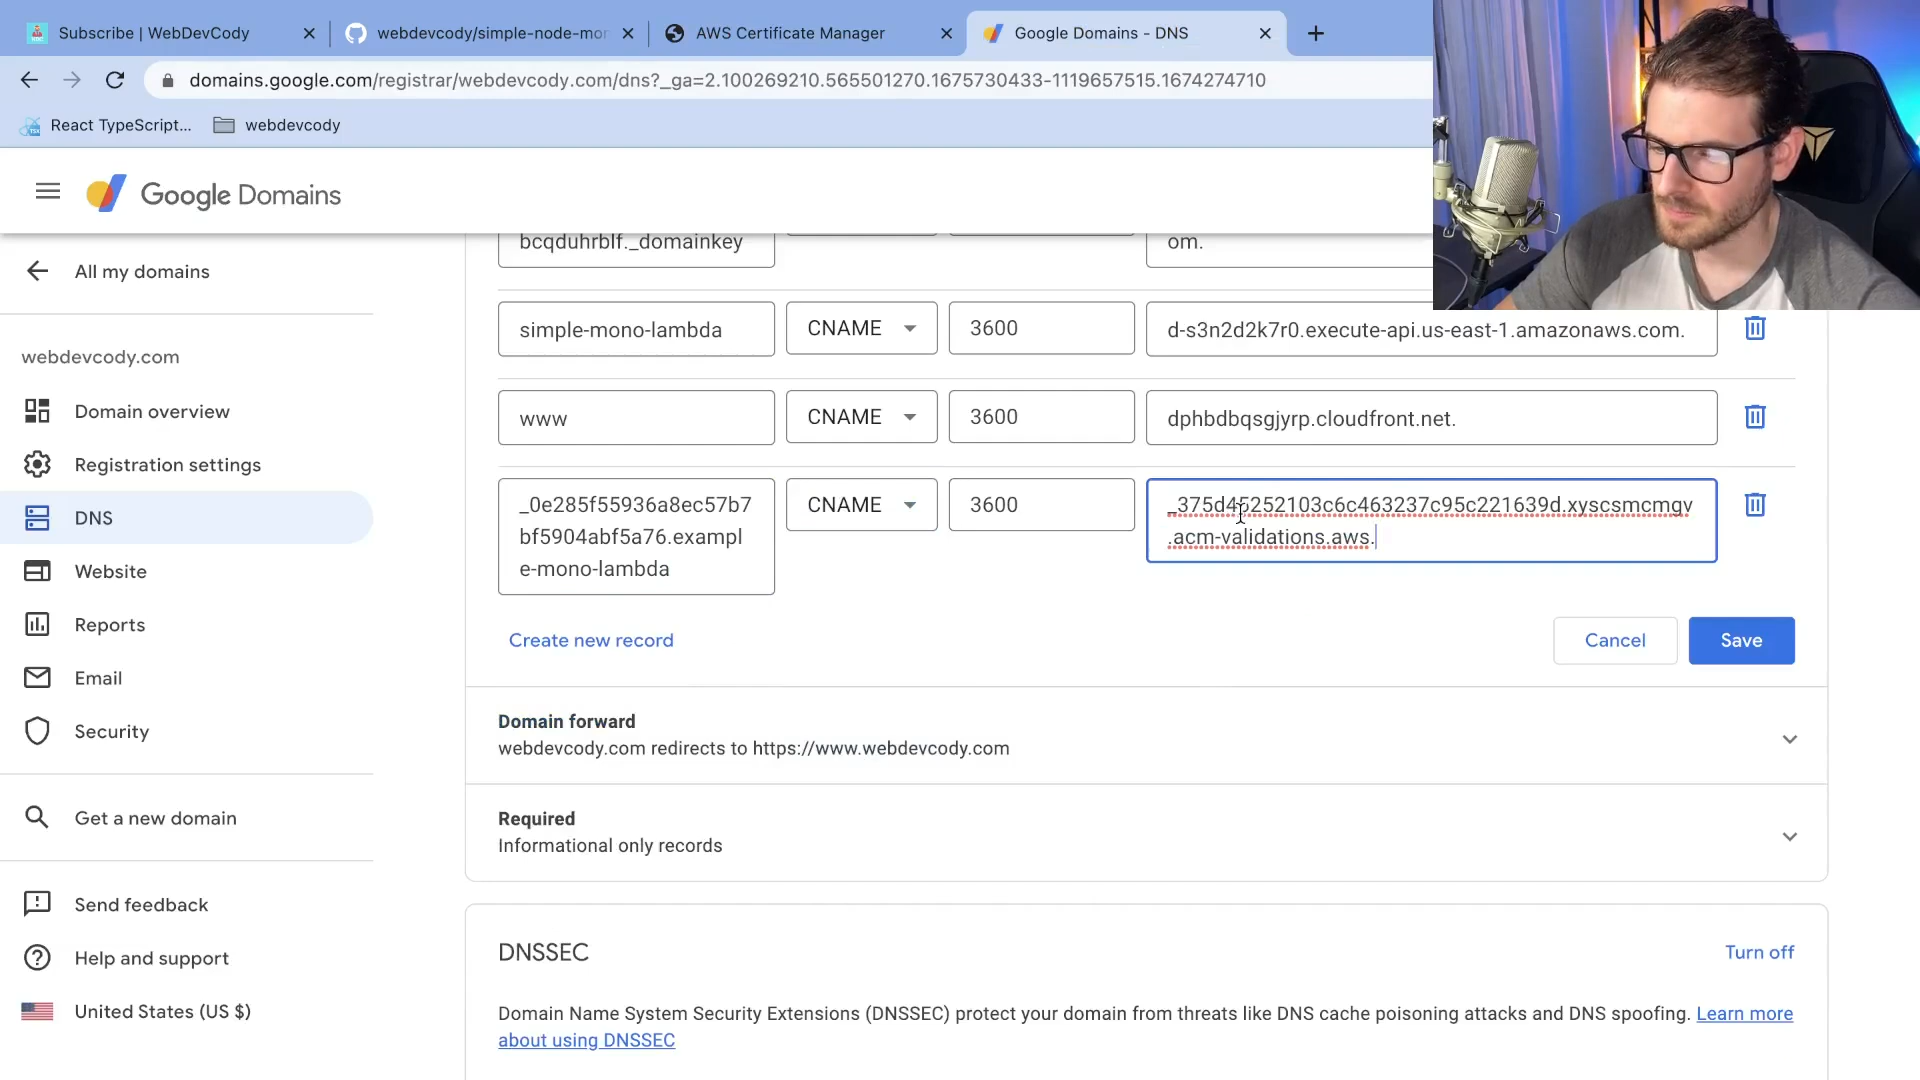 Subscribe | WebDevCody
webdevcody/simple-node-mor
AWS Certificate Manager
Google Domains - DNS
domains.google.com/registrar/webdevcody.com/dns?_ga=2.100269210.565501270.1675730433-1119657515.1674274710
React TypeScript...
webdevcody
Google Domains
All my domains
webdevcody.com
Domain overview
Registration settings
DNS
Website
Reports
Email
Security
Get a new domain
Send feedback
Help and support
United States (US $)
bcqduhrblf._domainkey
om.
simple-mono-lambda
CNAME
3600
d-s3n2d2k7r0.execute-api.us-east-1.amazonaws.com.
www
CNAME
3600
dphbdbqsgjyrp.cloudfront.net.
_0e285f55936a8ec57b7
bf5904abf5a76.exampl
e-mono-lambda
CNAME
3600
_375d45252103c6c463237c95c221639d.xyscsmcmgv
.acm-validations.aws.
Create new record
Cancel
Save
Domain forward
webdevcody.com redirects to https://www.webdevcody.com
Required
Informational only records
DNSSEC
Turn off
Domain Name System Security Extensions (DNSSEC) protect your domain from threats like DNS cache poisoning attacks and DNS spoofing. Learn more
about using DNSSEC